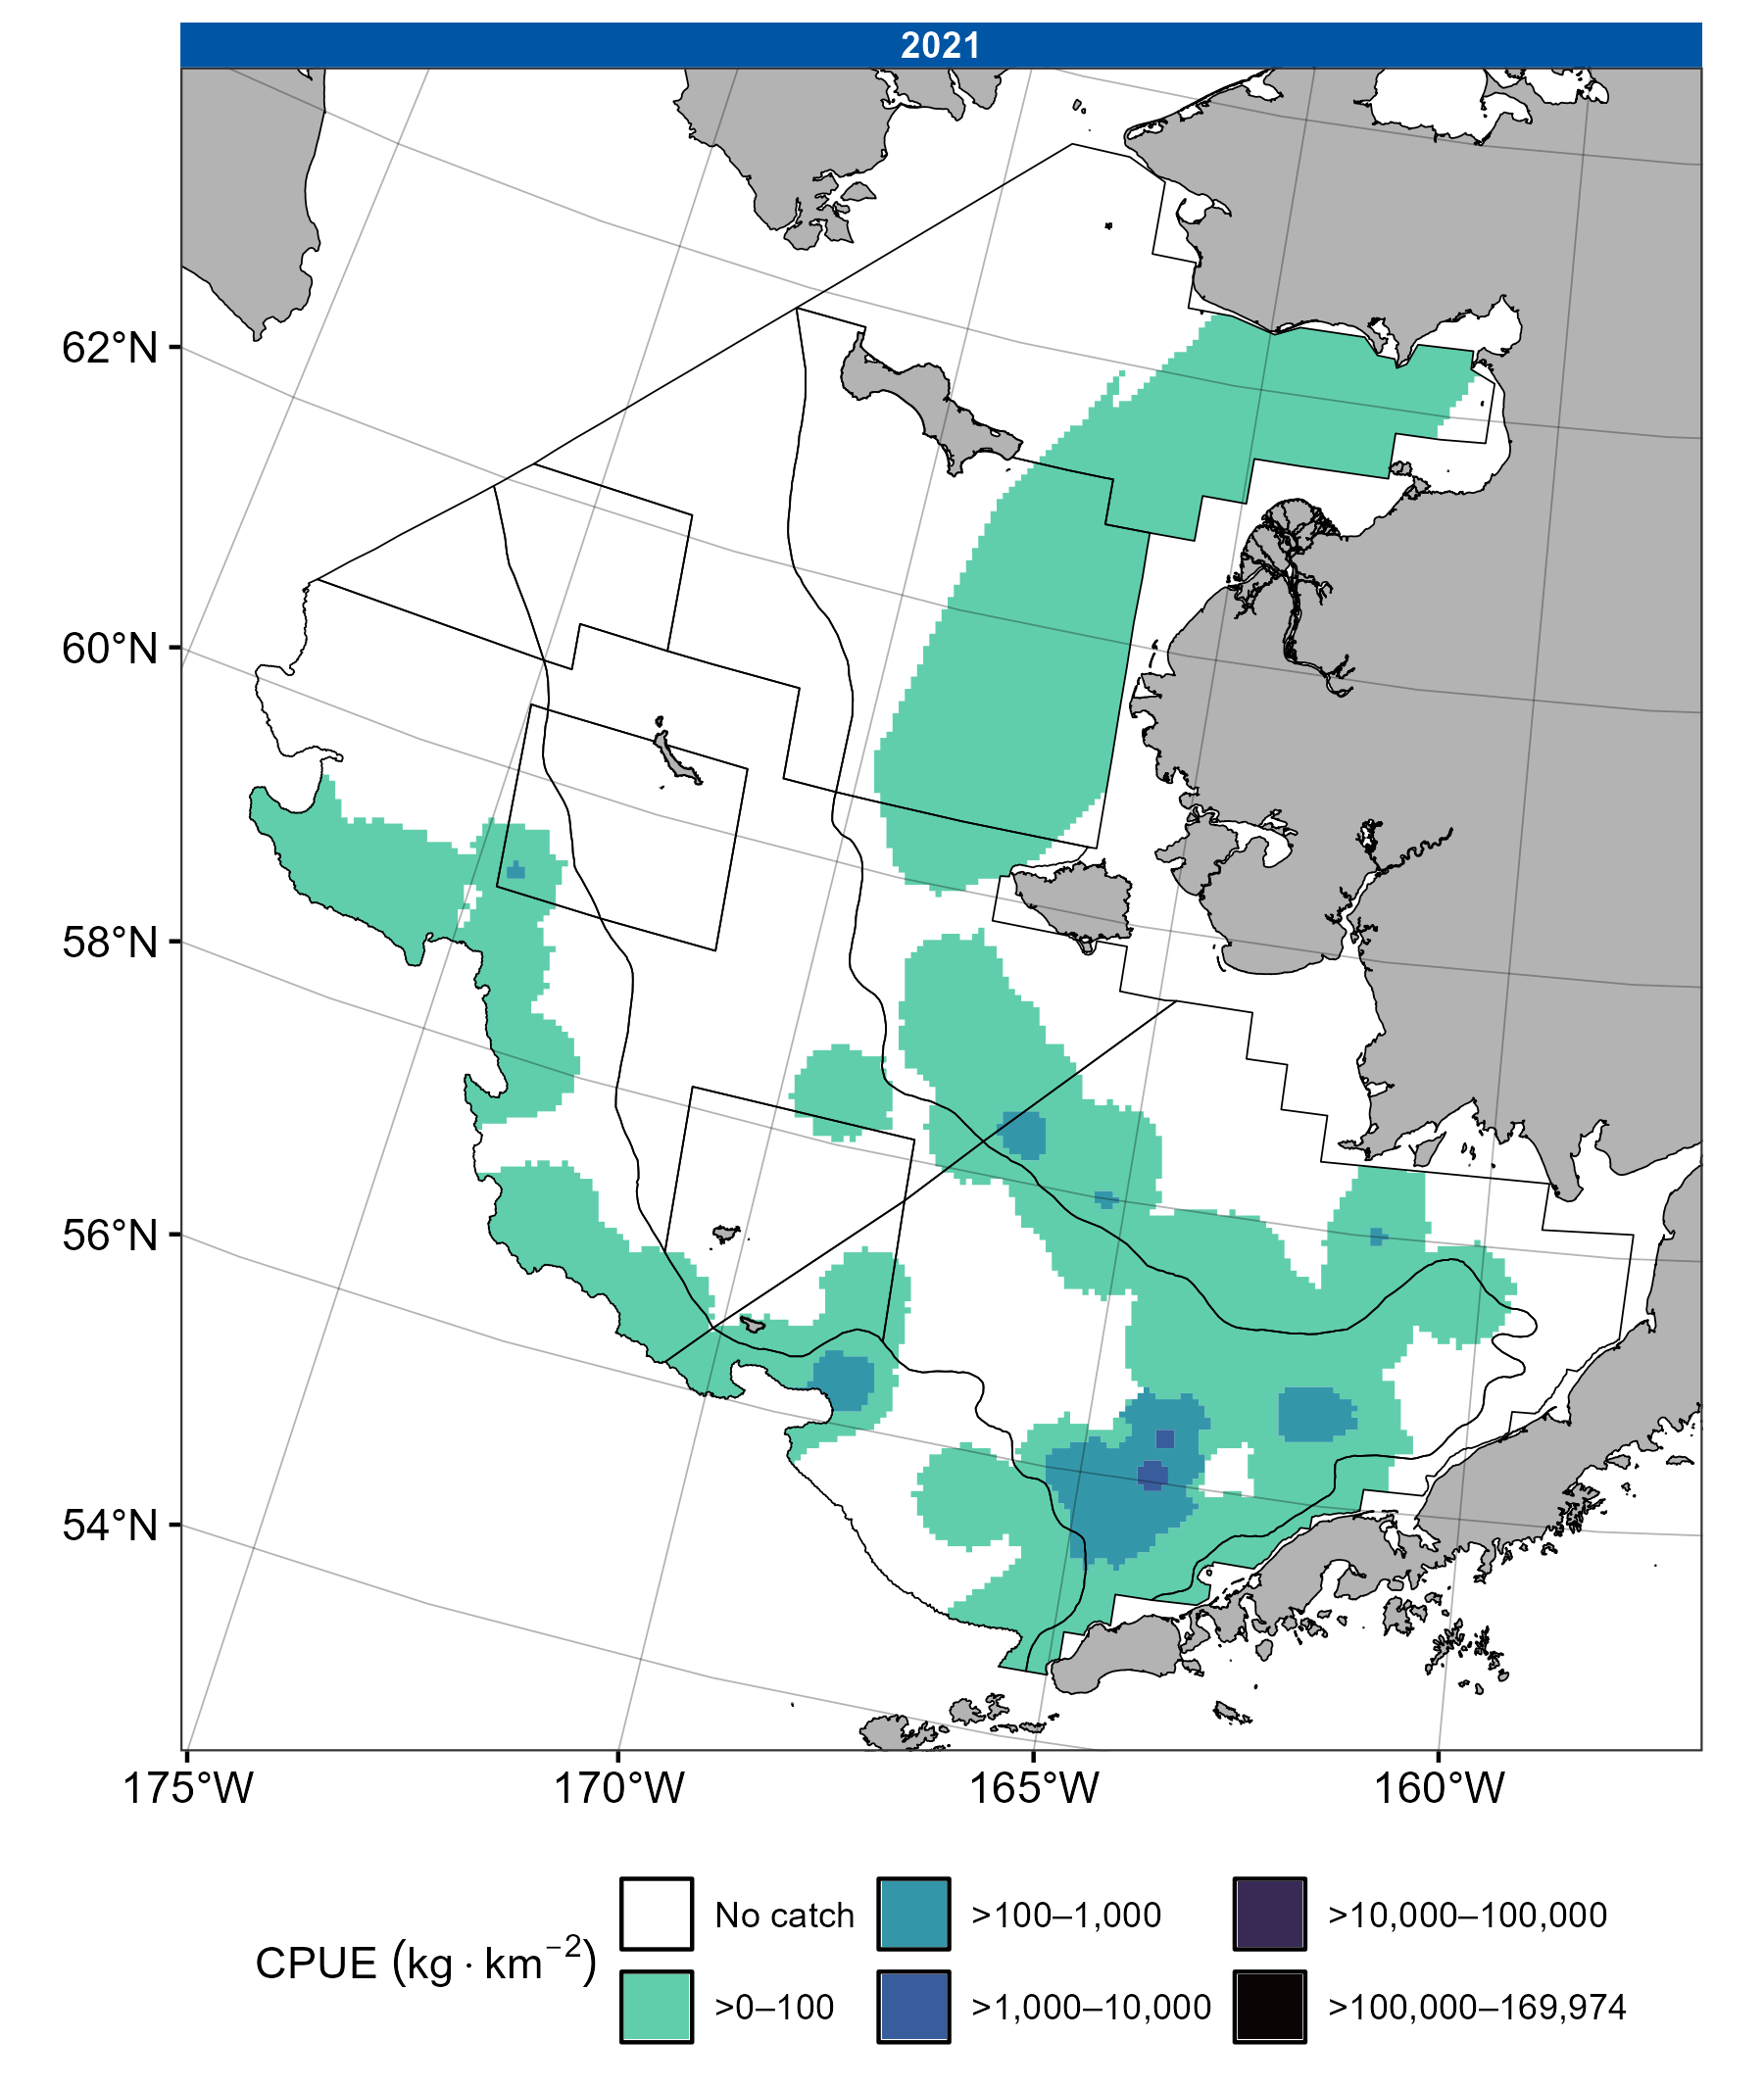 2021
62°N
60°N
58°N
56°N
54°N
175°W 170°W 165°W 160°W
CPUE (kg · km⁻²)
No catch >100–1,000 >10,000–100,000
>0–100 >1,000–10,000 >100,000–169,974